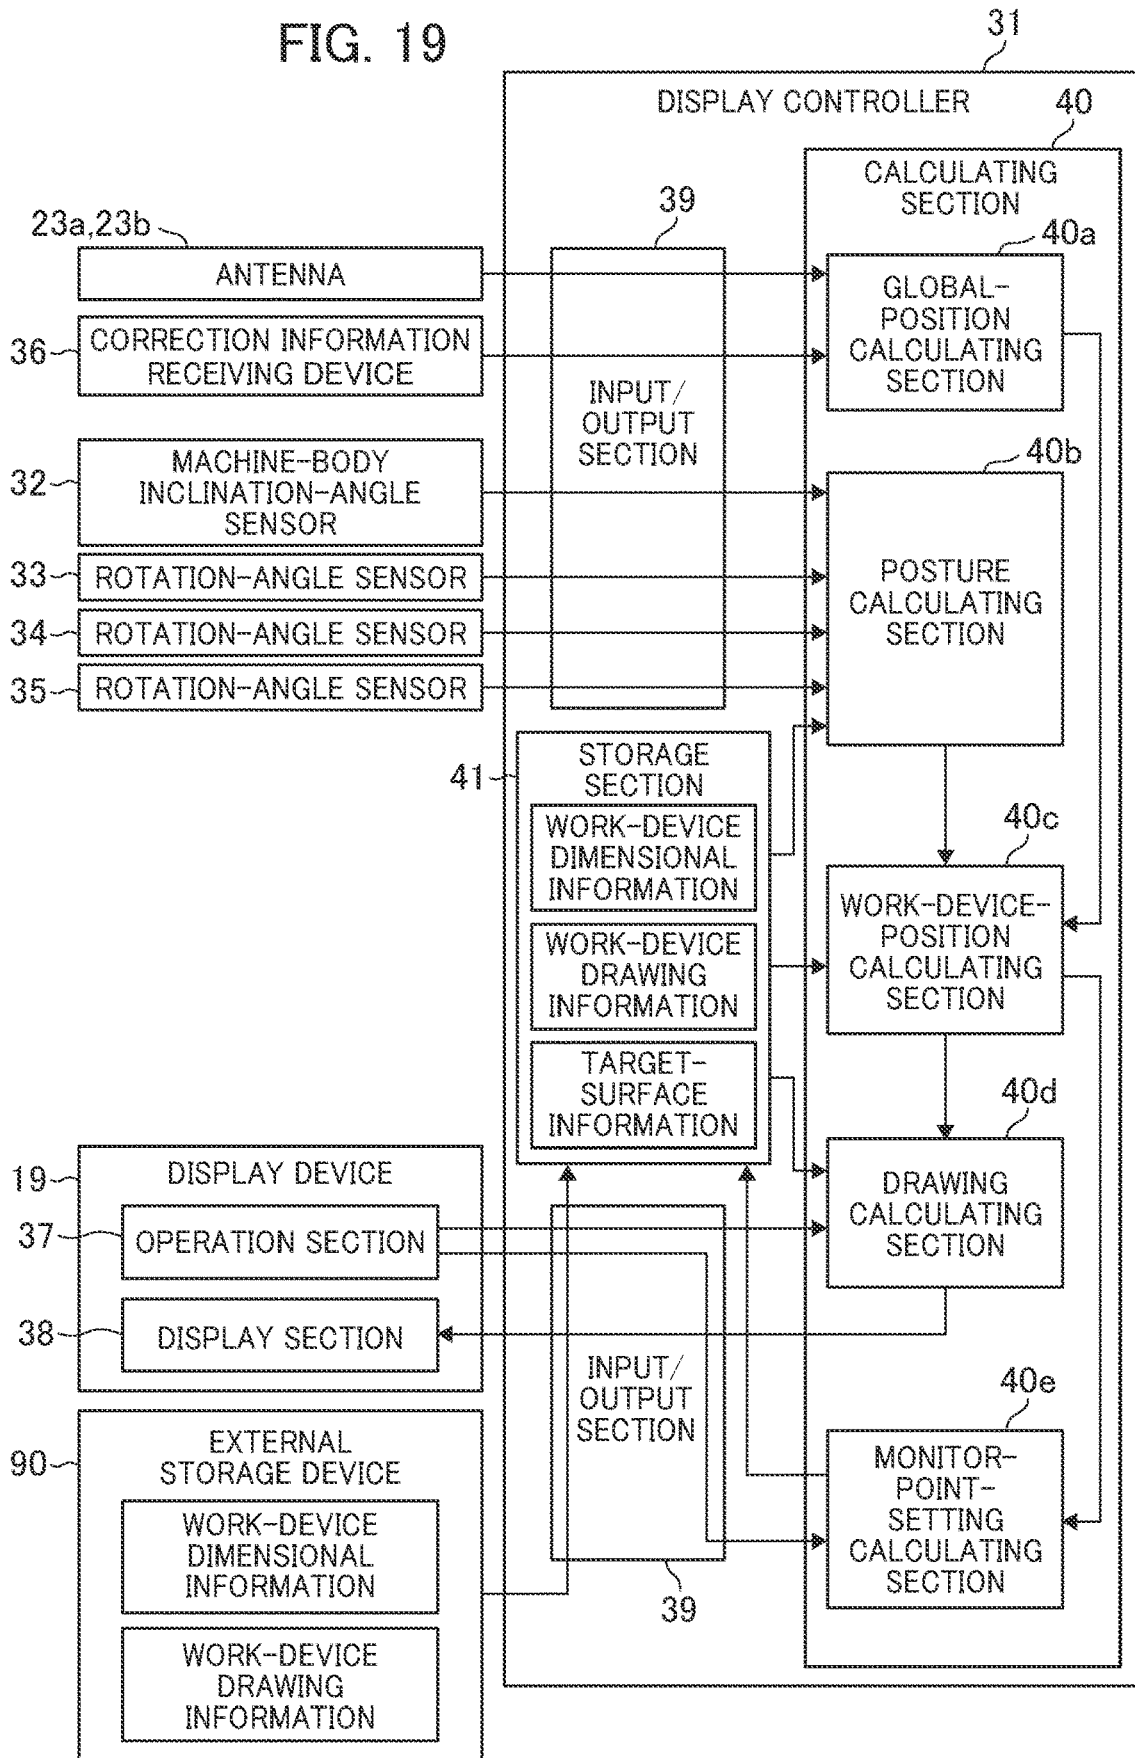 FIG. 19
31
DISPLAY CONTROLLER
40
CALCULATING
SECTION
39
23a,23b
ANTENNA
40a
GLOBAL-
POSITION
CALCULATING
SECTION
36
CORRECTION INFORMATION
RECEIVING DEVICE
INPUT/
OUTPUT
SECTION
32
MACHINE-BODY
INCLINATION-ANGLE
SENSOR
40b
POSTURE
CALCULATING
SECTION
33
ROTATION-ANGLE SENSOR
34
ROTATION-ANGLE SENSOR
35
ROTATION-ANGLE SENSOR
41
STORAGE
SECTION
WORK-DEVICE
DIMENSIONAL
INFORMATION
WORK-DEVICE
DRAWING
INFORMATION
TARGET-
SURFACE
INFORMATION
40c
WORK-DEVICE-
POSITION
CALCULATING
SECTION
40d
DRAWING
CALCULATING
SECTION
19
DISPLAY DEVICE
37
OPERATION SECTION
38
DISPLAY SECTION
INPUT/
OUTPUT
SECTION
39
40e
MONITOR-
POINT-
SETTING
CALCULATING
SECTION
90
EXTERNAL
STORAGE DEVICE
WORK-DEVICE
DIMENSIONAL
INFORMATION
WORK-DEVICE
DRAWING
INFORMATION